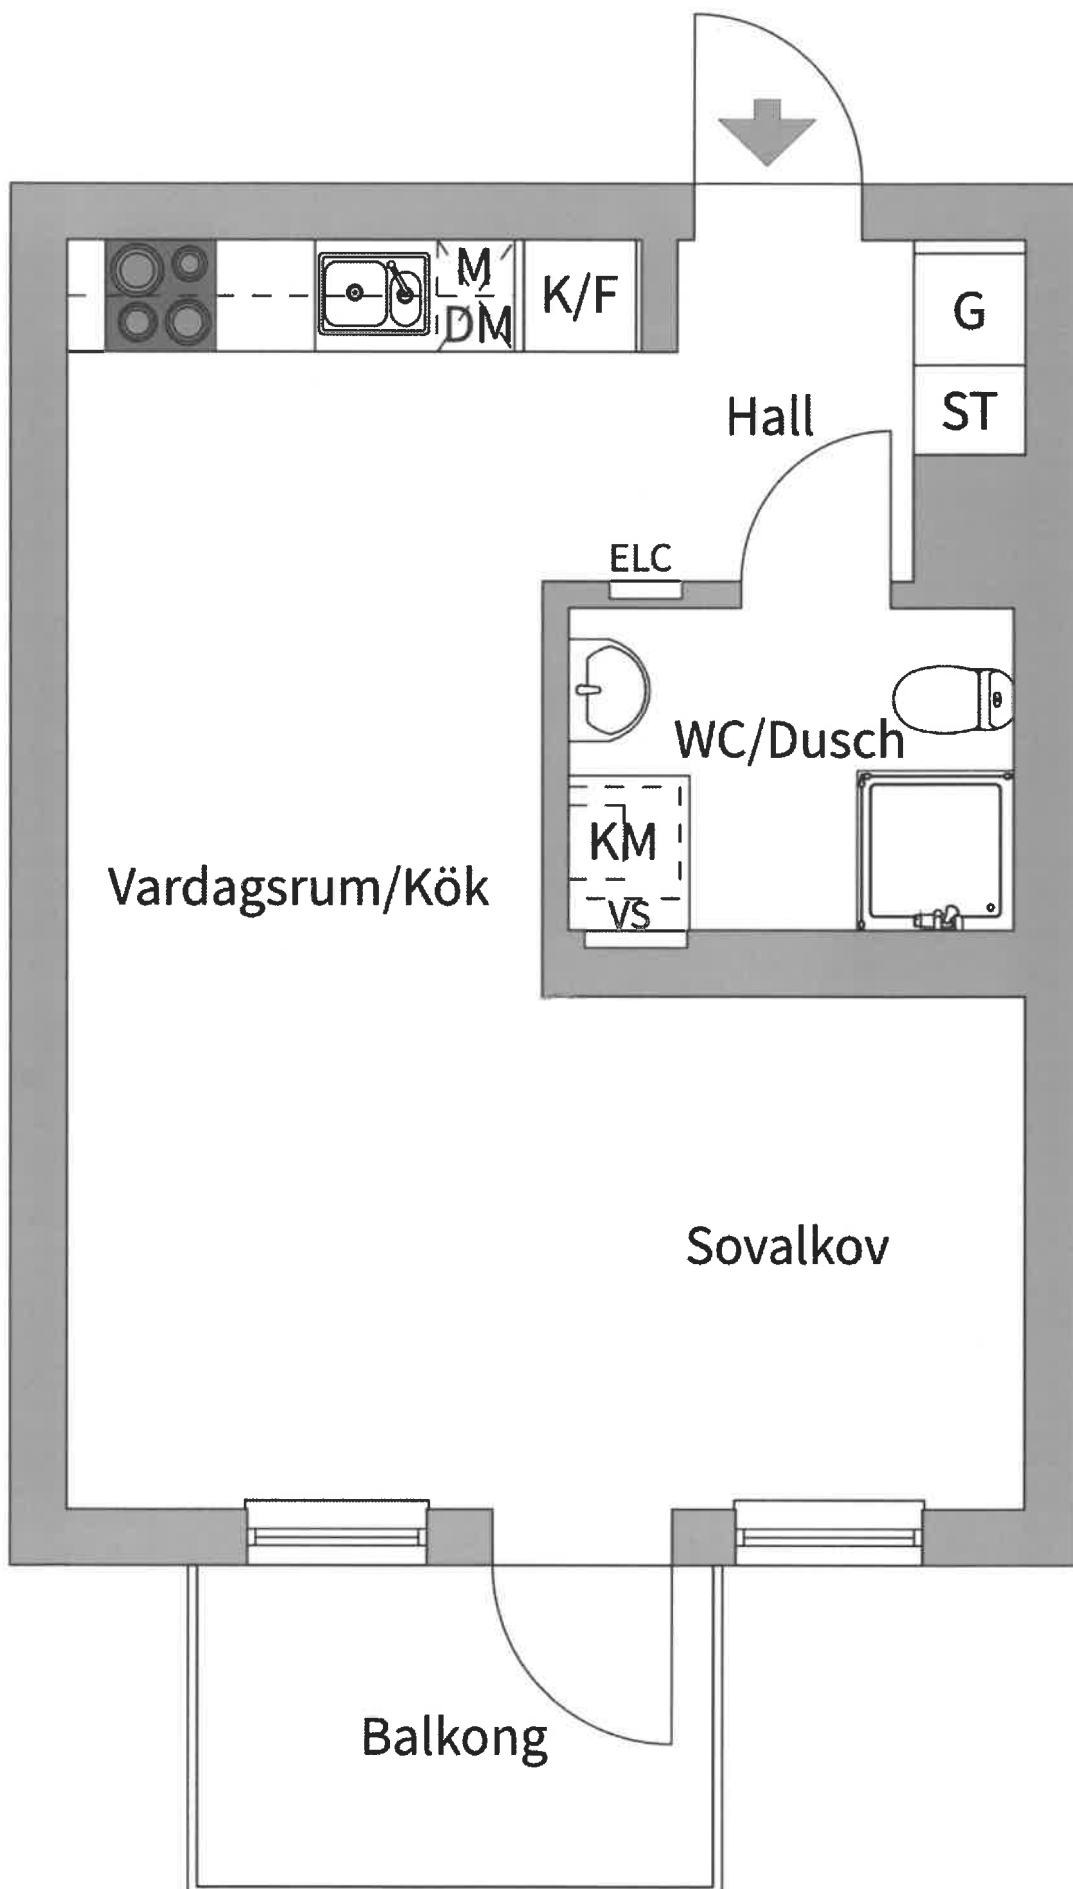 M
DM
K/F
G
ST
Hall
ELC
WC/Dusch
KM
VS
Vardagsrum/Kök
Sovalkov
Balkong